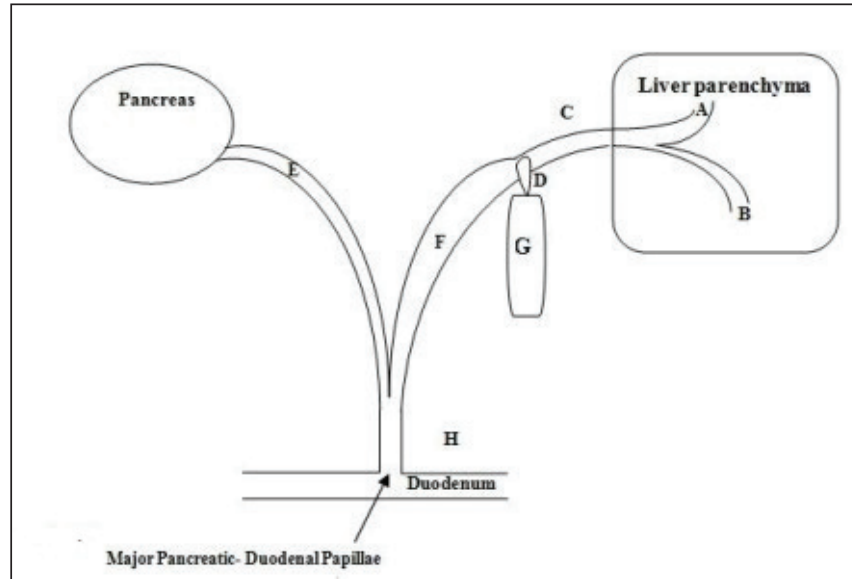 Pancreas
Liver parenchyma
C
A
E
D
B
F
G
H
Duodenum
Major Pancreatic- Duodenal Papillae